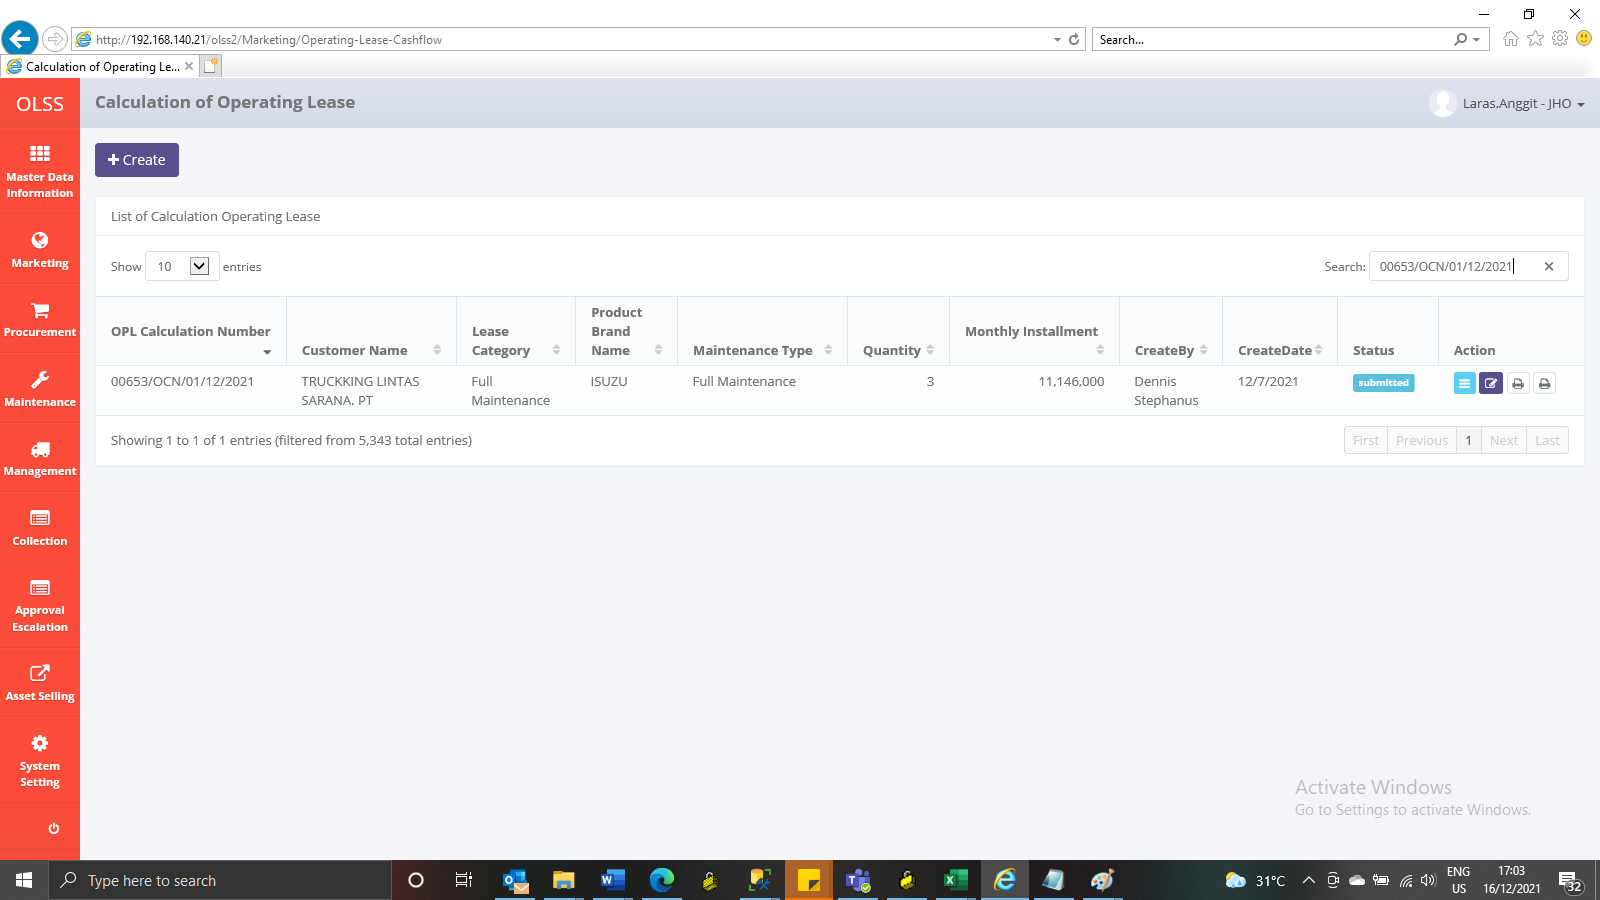 http://192.168.140.21/olss2/Marketing/Operating-Lease-Cashflow
Search...
Calculation of Operating Le...
OLSS
Calculation of Operating Lease
Laras.Anggit - JHO
Create
Master Data
Information
Marketing
Procurement
Maintenance
Management
Collection
Approval
Escalation
Asset Selling
System
Setting
List of Calculation Operating Lease
Show 10 entries
Search: 00653/OCN/01/12/2021
OPL Calculation Number
Customer Name
Lease
Category
Product
Brand
Name
Maintenance Type
Quantity
Monthly Installment
CreateBy
CreateDate
Status
Action
00653/OCN/01/12/2021
TRUCKKING LINTAS
SARANA. PT
Full
Maintenance
ISUZU
Full Maintenance
3
11,146,000
Dennis
Stephanus
12/7/2021
submitted
Showing 1 to 1 of 1 entries (filtered from 5,343 total entries)
First Previous 1 Next Last
Activate Windows
Go to Settings to activate Windows.
Type here to search
31°C
ENG
US
17:03
16/12/2021
32